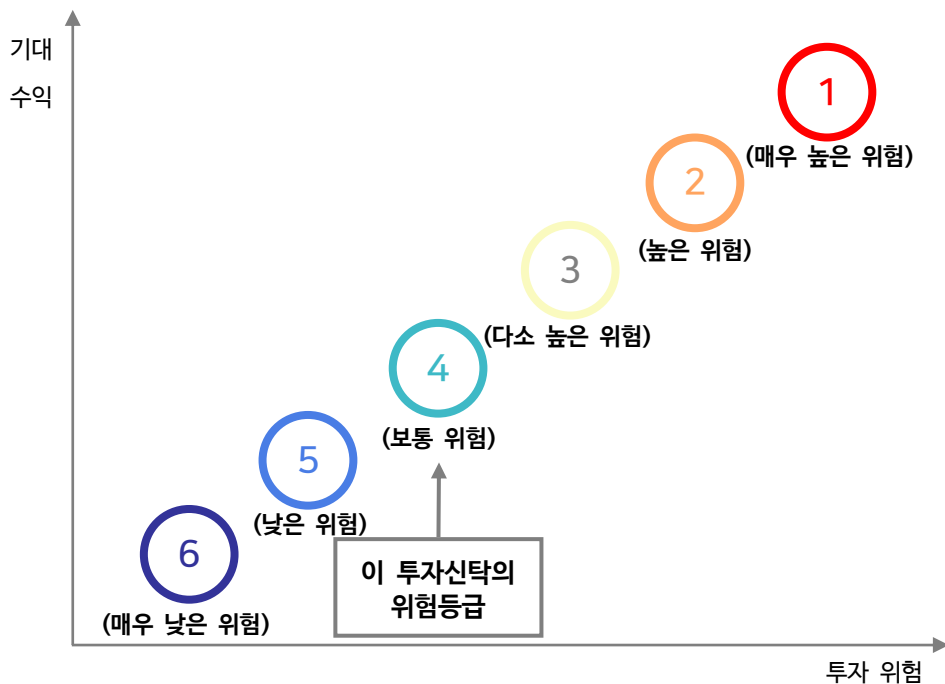 기대
수익
1
(매우 높은 위험)
2
(높은 위험)
3
(다소 높은 위험)
4
(보통 위험)
5
(낮은 위험)
6
(매우 낮은 위험)
이 투자신탁의
위험등급
투자 위험